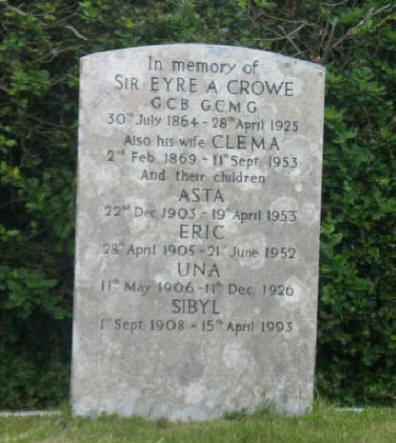 In memory of
SIR EYRE A CROWE
G.C.B G.C.M.G
30TH July 1864 - 28TH April 1925
Also his wife CLEMA
2ND Feb. 1869 - 11TH Sept. 1953
And their children
ASTA
22ND Dec. 1903 - 19TH April 1953
ERIC
28TH April 1905 - 21ST June 1952
UNA
11TH May 1906 - 11TH Dec. 1926
SIBYL
1ST Sept. 1908 - 15TH April 1993